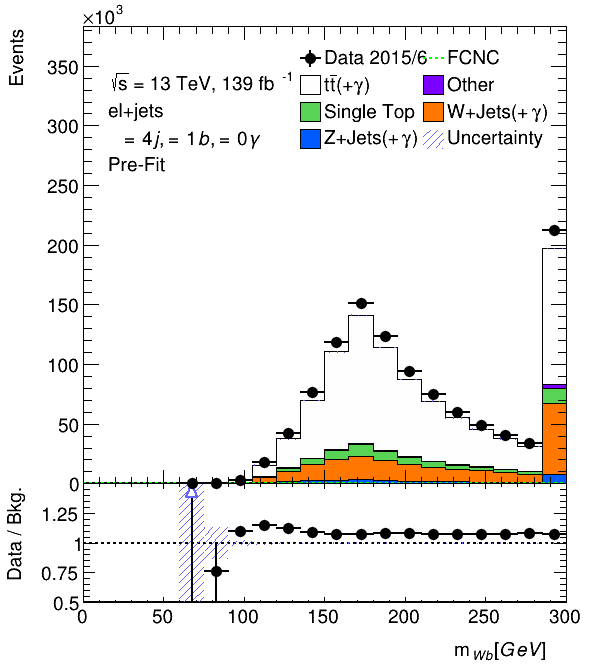 ×10³
Events
350
300
250
200
150
100
50
0
√s = 13 TeV, 139 fb⁻¹
el+jets
= 4j, = 1b, = 0γ
Pre-Fit
Data 2015/6
FCNC
tt̄(+γ)
Other
Single Top
W+Jets(+γ)
Z+Jets(+γ)
Uncertainty
Data / Bkg.
1.25
1
0.75
0.5
0 50 100 150 200 250 300
m_Wb[GeV]